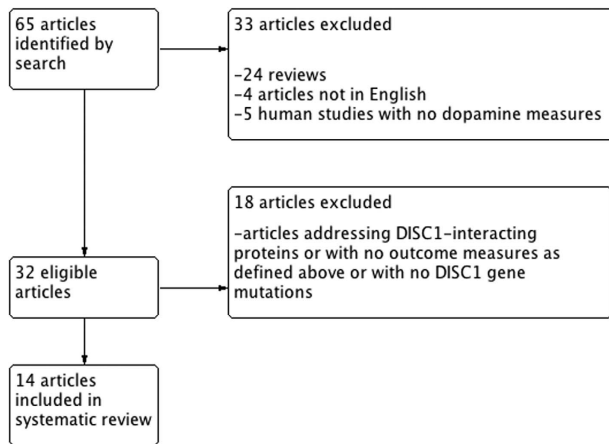 65 articles
identified by
search
33 articles excluded
-24 reviews
-4 articles not in English
-5 human studies with no dopamine measures
18 articles excluded
-articles addressing DISC1-interacting
proteins or with no outcome measures as
defined above or with no DISC1 gene
mutations
32 eligible
articles
14 articles
included in
systematic review